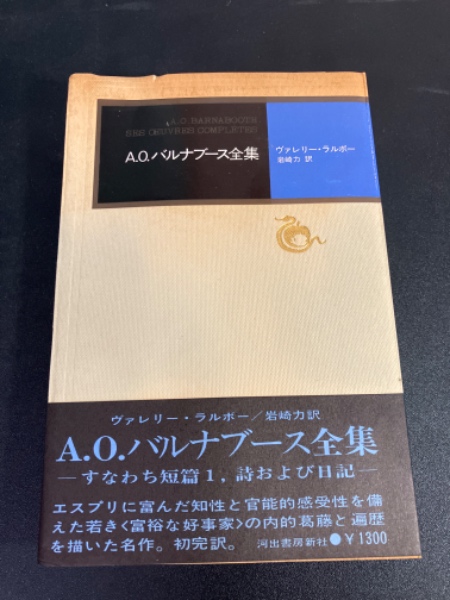 A.O. BARNABOOTH
SES ŒUVRES COMPLÈTES
A.O.バルナブース全集
ヴァレリー・ラルボー
岩崎力 訳
ヴァレリー・ラルボー/岩崎力訳
A.O.バルナブース全集
—すなわち短篇1,詩および日記—
エスプリに富んだ知性と官能的感受性を備
えた若き〈富裕な好事家〉の内的葛藤と遍歴
を描いた名作。初完訳。 河出書房新社●¥1300